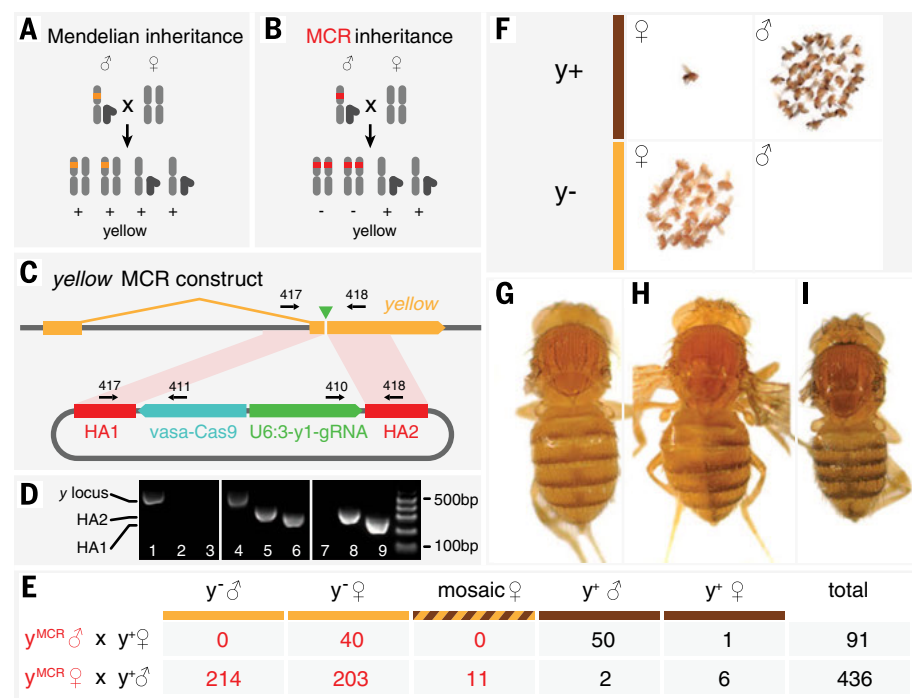 A
Mendelian inheritance
♂ ♀
X
+ + + +
yellow
B
MCR inheritance
♂ ♀
X
- - + +
yellow
C
yellow MCR construct
417 418
yellow
417 411 410 418
HA1 vasa-Cas9 U6:3-y1-gRNA HA2
D
y locus
HA2
HA1
1 2 3 4 5 6 7 8 9
500bp
100bp
E
y⁻♂ y⁻♀ mosaic♀ y⁺♂ y⁺♀ total
yᴹᶜᴿ♂ x y⁺♀ 0 40 0 50 1 91
yᴹᶜᴿ♀ x y⁺♂ 214 203 11 2 6 436
F
♀ ♂
y+
♀ ♂
y-
G H I